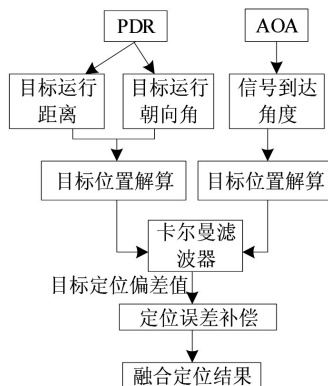 PDR
AOA
目标运行
距离
目标运行
朝向角
信号到达
角度
目标位置解算
目标位置解算
卡尔曼滤
波器
目标定位偏差值
定位误差补偿
融合定位结果